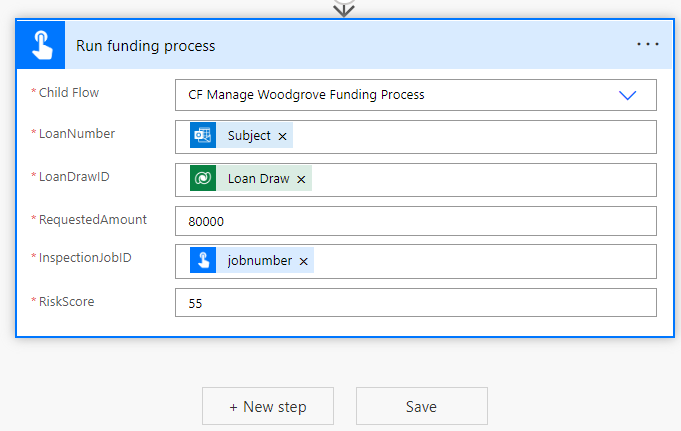 Run funding process
* Child Flow
CF Manage Woodgrove Funding Process
* LoanNumber
Subject ×
* LoanDrawID
Loan Draw ×
* RequestedAmount
80000
* InspectionJobID
jobnumber ×
* RiskScore
55
+ New step
Save